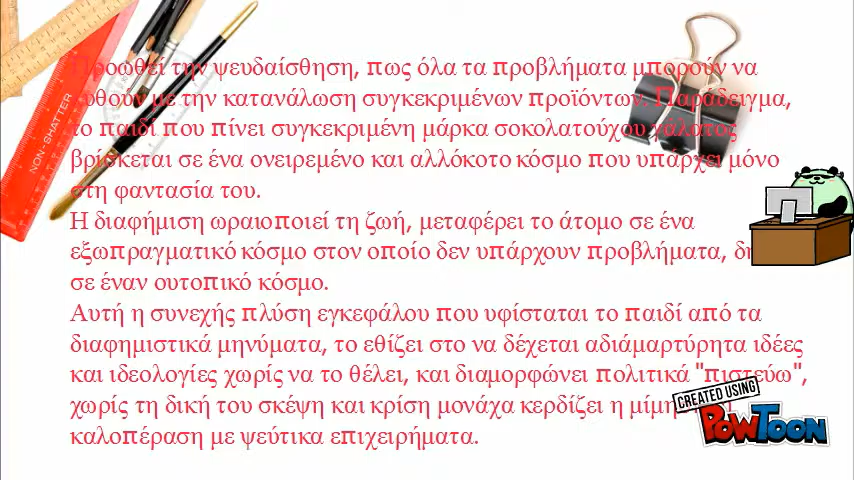 Προωθεί την ψευδαίσθηση, πως όλα τα προβλήματα μπορούν να
λυθούν με την κατανάλωση συγκεκριμένων προϊόντων. Παράδειγμα,
το παιδί που πίνει συγκεκριμένη μάρκα σοκολατούχου γάλατος
βρίσκεται σε ένα ονειρεμένο και αλλόκοτο κόσμο που υπάρχει μόνο
στη φαντασία του.
Η διαφήμιση ωραιοποιεί τη ζωή, μεταφέρει το άτομο σε ένα
εξωπραγματικό κόσμο στον οποίο δεν υπάρχουν προβλήματα,
σε έναν ουτοπικό κόσμο.
Αυτή η συνεχής πλύση εγκεφάλου που υφίσταται το παιδί από τα
διαφημιστικά μηνύματα, το εθίζει στο να δέχεται αδιάμαρτύρητα ιδέες
και ιδεολογίες χωρίς να το θέλει, και διαμορφώνει πολιτικά "πιστεύω",
χωρίς τη δική του σκέψη και κρίση μονάχα κερδίζει η
καλοπέραση με ψεύτικα επιχειρήματα.
NON-SHATTER
CREATED USING
POWTOON